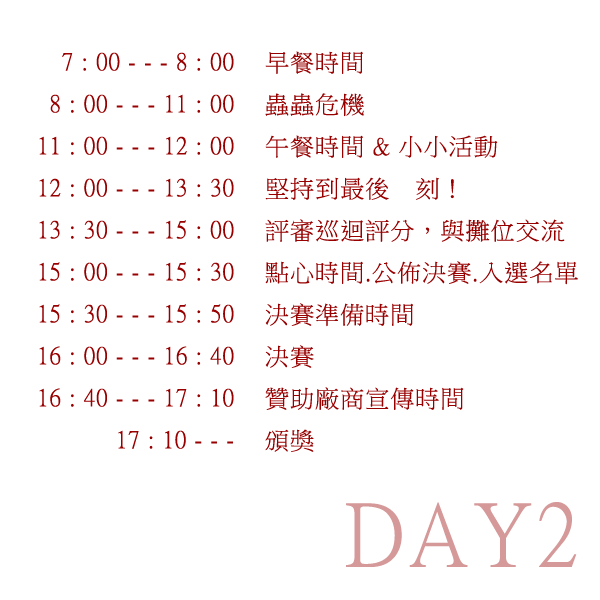 7 : 00 - - - 8 : 00 早餐時間
8 : 00 - - - 11 : 00 蟲蟲危機
11 : 00 - - - 12 : 00 午餐時間 & 小小活動
12 : 00 - - - 13 : 30 堅持到最後 刻！
13 : 30 - - - 15 : 00 評審巡迴評分，與攤位交流
15 : 00 - - - 15 : 30 點心時間.公佈決賽.入選名單
15 : 30 - - - 15 : 50 決賽準備時間
16 : 00 - - - 16 : 40 決賽
16 : 40 - - - 17 : 10 贊助廠商宣傳時間
17 : 10 - - - 頒獎
DAY2